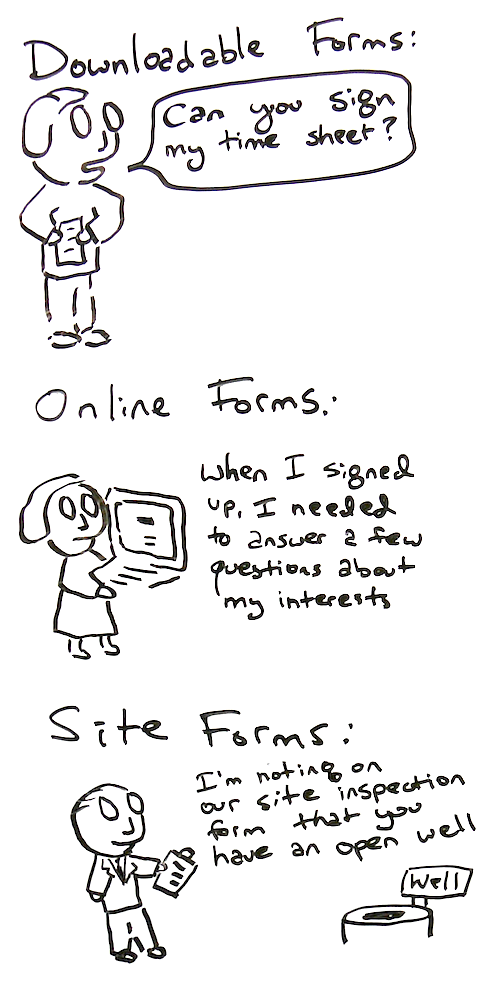 Downloadable Forms:
Can you sign
my time sheet?
Online Forms:
When I signed
up, I needed
to answer a few
questions about
my interests
Site Forms:
I'm noting on
our site inspection
form that you
have an open well
Well